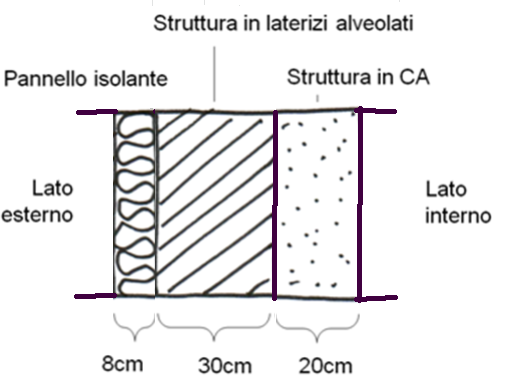 Struttura in laterizi alveolati
Pannello isolante
Struttura in CA
Lato
esterno
Lato
interno
8cm
30cm
20cm